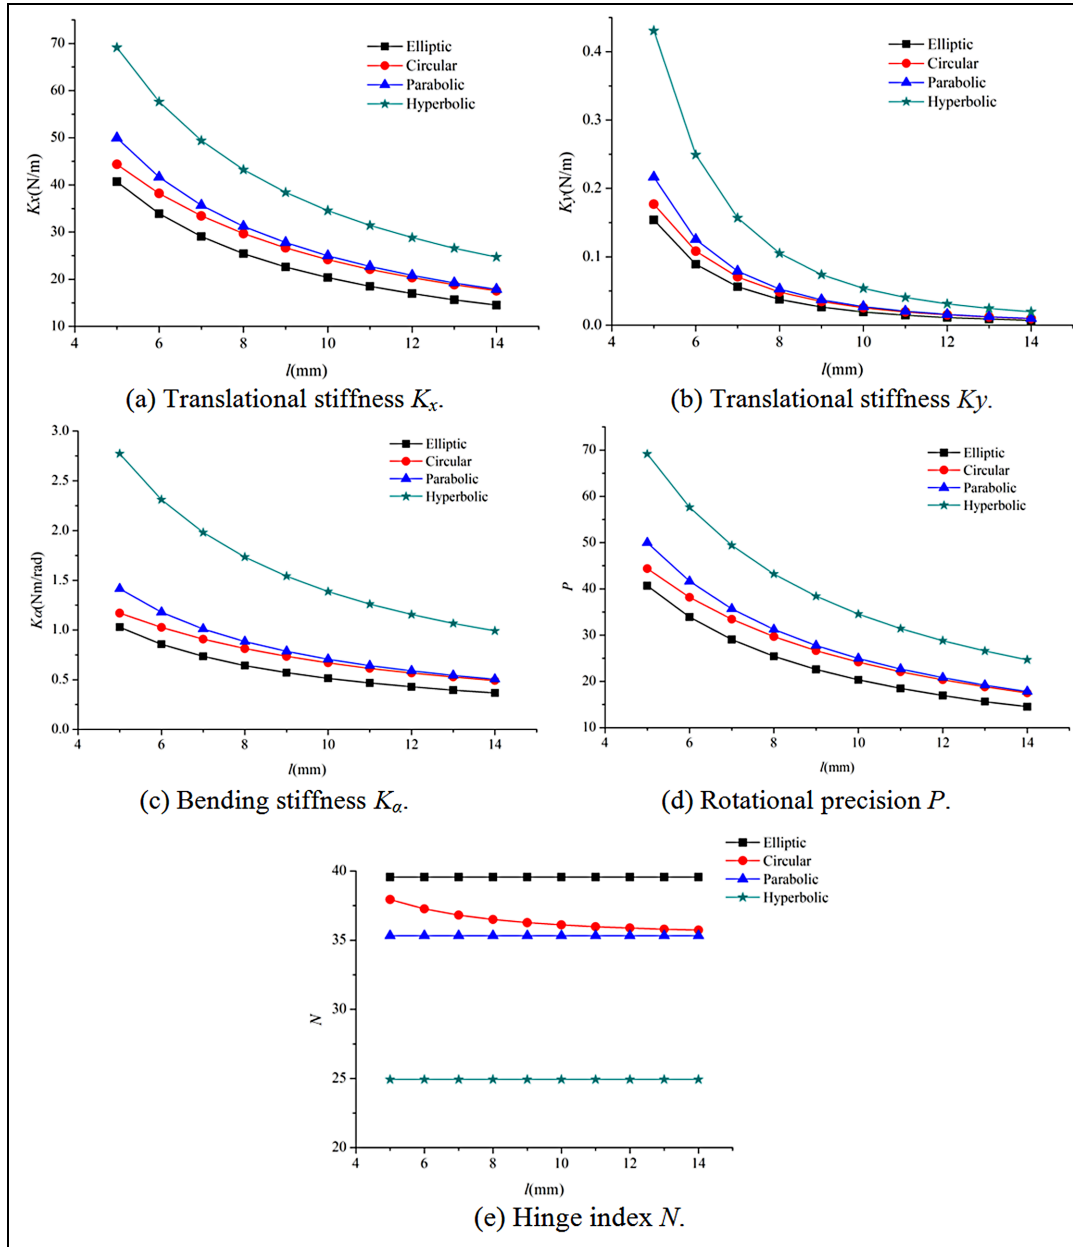 70
60
50
40
30
20
10
Kx(N/m)
Elliptic
Circular
Parabolic
Hyperbolic
4
6
8
10
12
14
l(mm)
(a) Translational stiffness Kx.
0.4
0.3
0.2
0.1
0.0
Ky(N/m)
Elliptic
Circular
Parabolic
Hyperbolic
4
6
8
10
12
14
l(mm)
(b) Translational stiffness Ky.
3.0
2.5
2.0
1.5
1.0
0.5
0.0
Kα(Nm/rad)
Elliptic
Circular
Parabolic
Hyperbolic
4
6
8
10
12
14
l(mm)
(c) Bending stiffness Kα.
70
60
50
40
30
20
10
P
Elliptic
Circular
Parabolic
Hyperbolic
4
6
8
10
12
14
l(mm)
(d) Rotational precision P.
40
35
30
25
20
N
Elliptic
Circular
Parabolic
Hyperbolic
4
6
8
10
12
14
l(mm)
(e) Hinge index N.